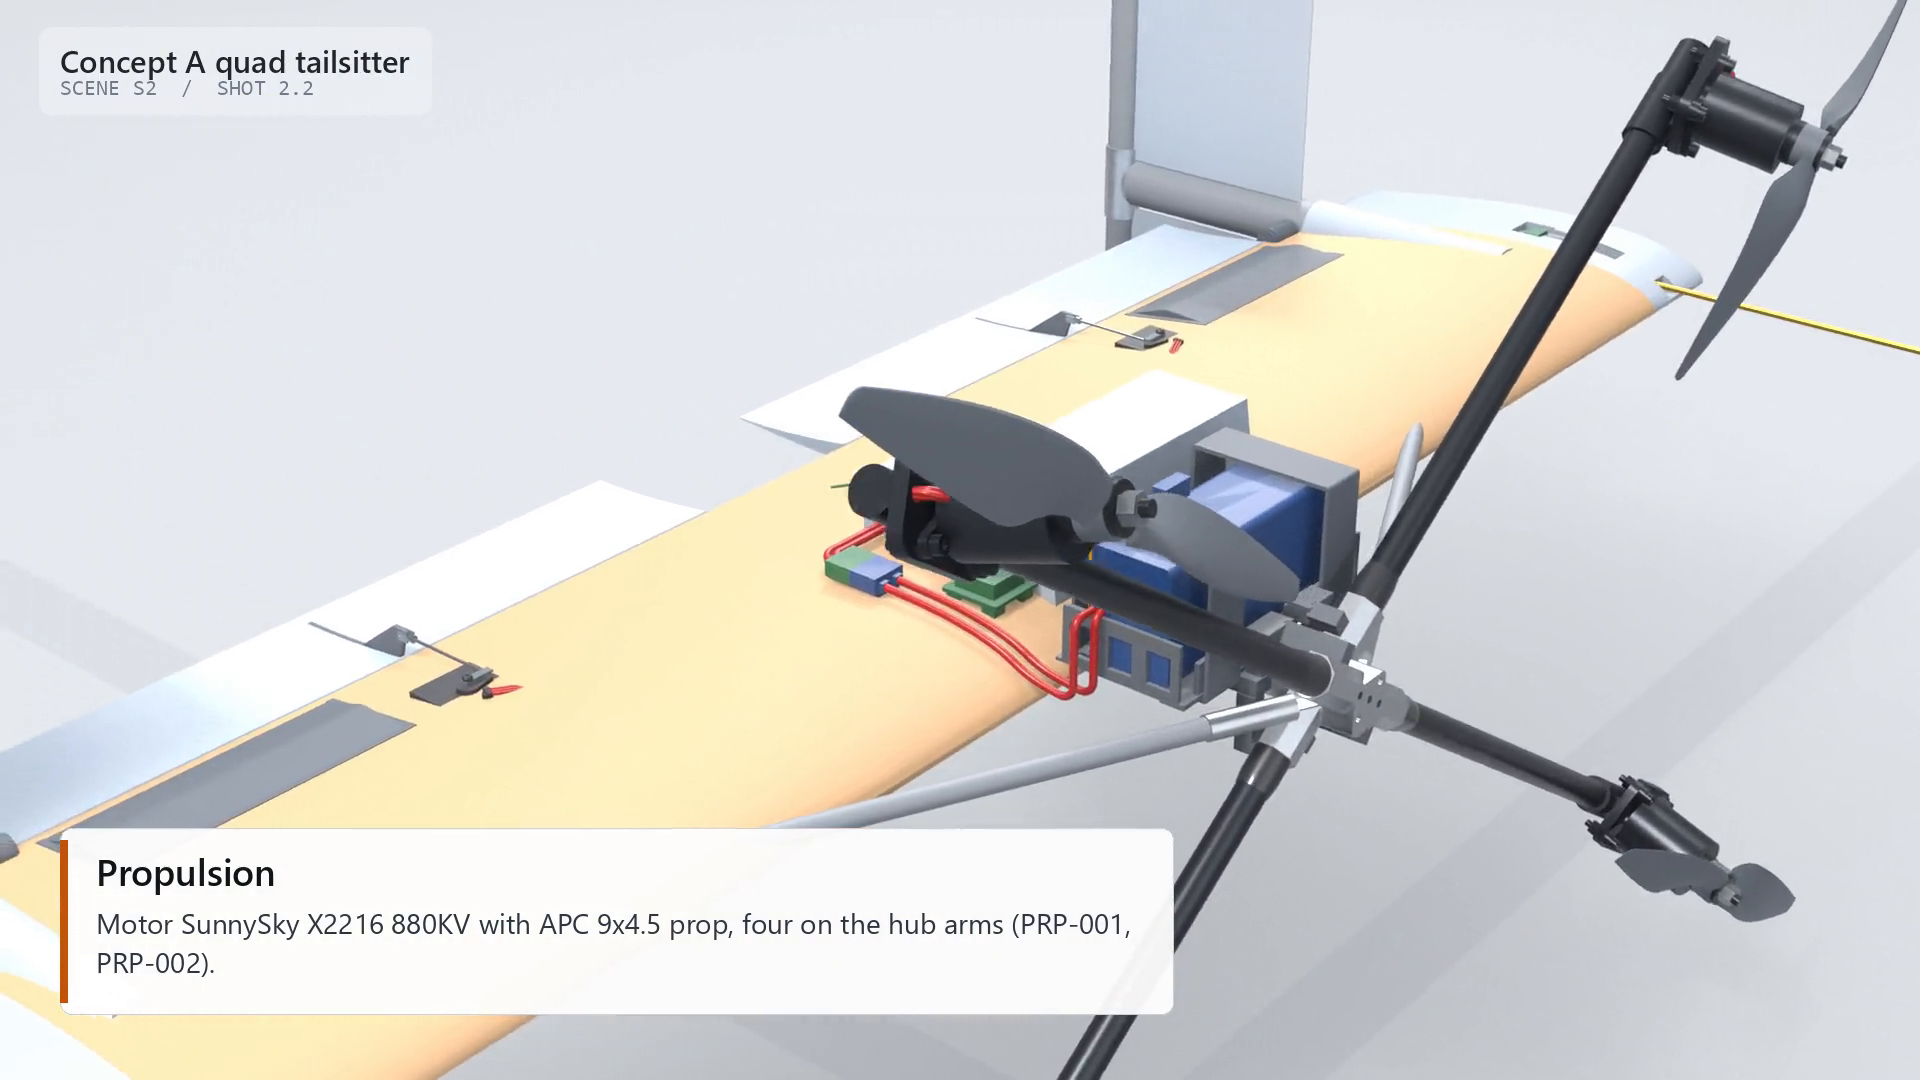 Concept A quad tailsitter
SCENE S2 / SHOT 2.2
Propulsion
Motor SunnySky X2216 880KV with APC 9x4.5 prop, four on the hub arms (PRP-001,
PRP-002).